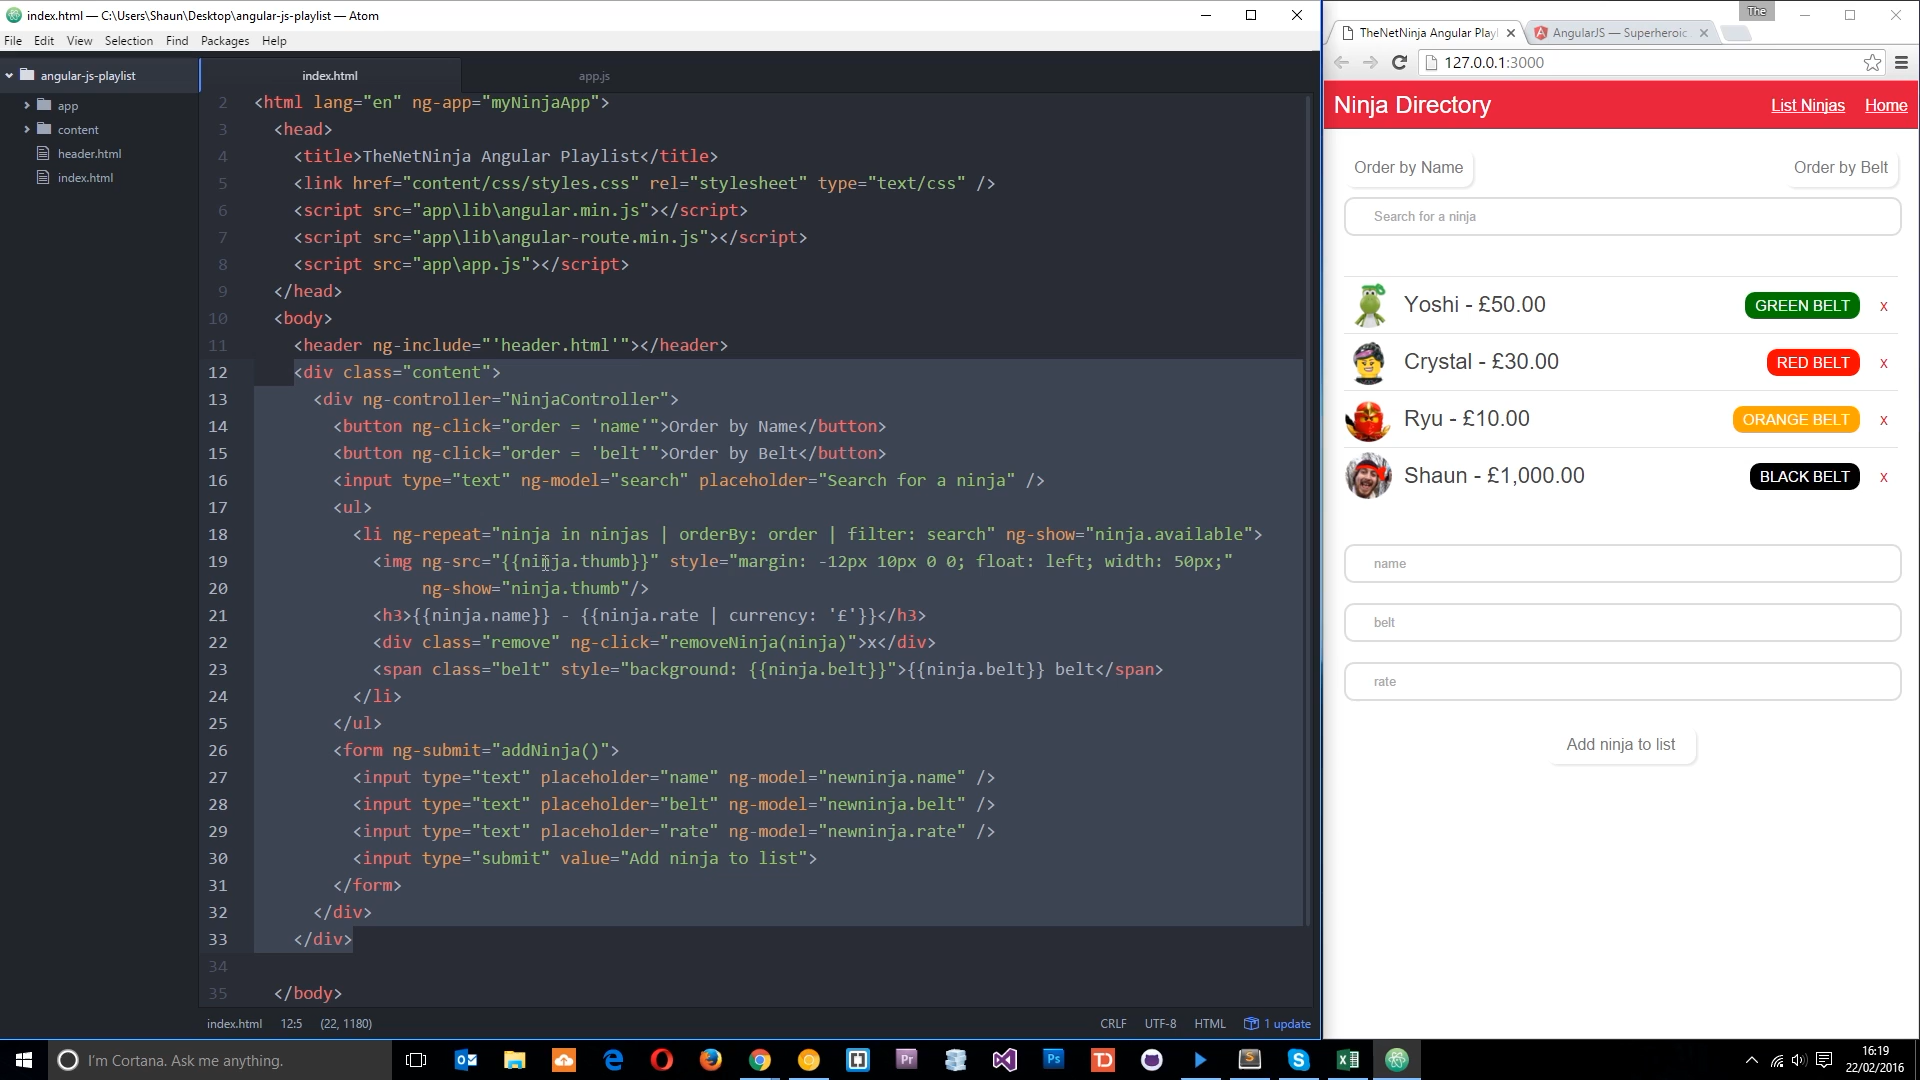 index.html — C:\Users\Shaun\Desktop\angular-js-playlist — Atom
File Edit View Selection Find Packages Help
angular-js-playlist
app
content
header.html
index.html
index.html app.js
2 <html lang="en" ng-app="myNinjaApp">
3 <head>
4 <title>TheNetNinja Angular Playlist</title>
5 <link href="content/css/styles.css" rel="stylesheet" type="text/css" />
6 <script src="app\lib\angular.min.js"></script>
7 <script src="app\lib\angular-route.min.js"></script>
8 <script src="app\app.js"></script>
9 </head>
10 <body>
11 <header ng-include="'header.html'"></header>
12 <div class="content">
13 <div ng-controller="NinjaController">
14 <button ng-click="order = 'name'">Order by Name</button>
15 <button ng-click="order = 'belt'">Order by Belt</button>
16 <input type="text" ng-model="search" placeholder="Search for a ninja" />
17 <ul>
18 <li ng-repeat="ninja in ninjas | orderBy: order | filter: search" ng-show="ninja.available">
19 <img ng-src="{{ninja.thumb}}" style="margin: -12px 10px 0 0; float: left; width: 50px;"
20 ng-show="ninja.thumb"/>
21 <h3>{{ninja.name}} - {{ninja.rate | currency: '£'}}</h3>
22 <div class="remove" ng-click="removeNinja(ninja)">x</div>
23 <span class="belt" style="background: {{ninja.belt}}">{{ninja.belt}} belt</span>
24 </li>
25 </ul>
26 <form ng-submit="addNinja()">
27 <input type="text" placeholder="name" ng-model="newninja.name" />
28 <input type="text" placeholder="belt" ng-model="newninja.belt" />
29 <input type="text" placeholder="rate" ng-model="newninja.rate" />
30 <input type="submit" value="Add ninja to list">
31 </form>
32 </div>
33 </div>
34
35 </body>
index.html 12:5 (22, 1180) CRLF UTF-8 HTML 1 update
The
TheNetNinja Angular Playl AngularJS — Superheroic
127.0.0.1:3000
Ninja Directory List Ninjas Home
Order by Name Order by Belt
Search for a ninja
Yoshi - £50.00 GREEN BELT x
Crystal - £30.00 RED BELT x
Ryu - £10.00 ORANGE BELT x
Shaun - £1,000.00 BLACK BELT x
name
belt
rate
Add ninja to list
I'm Cortana. Ask me anything.
Pr
Ps
TD
16:19
22/02/2016